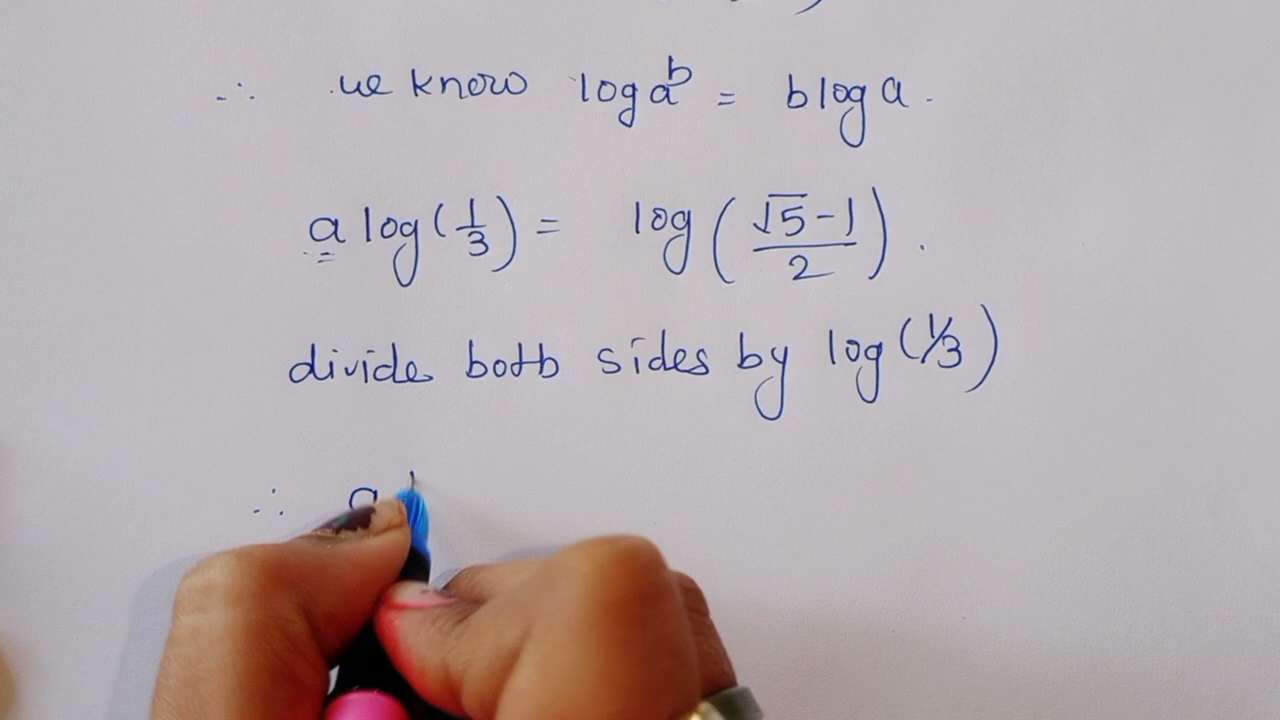 ∴ we know log a^b = b log a.
a log(1/3) = log((√5-1)/2).
divide both sides by log(1/3)
∴ a